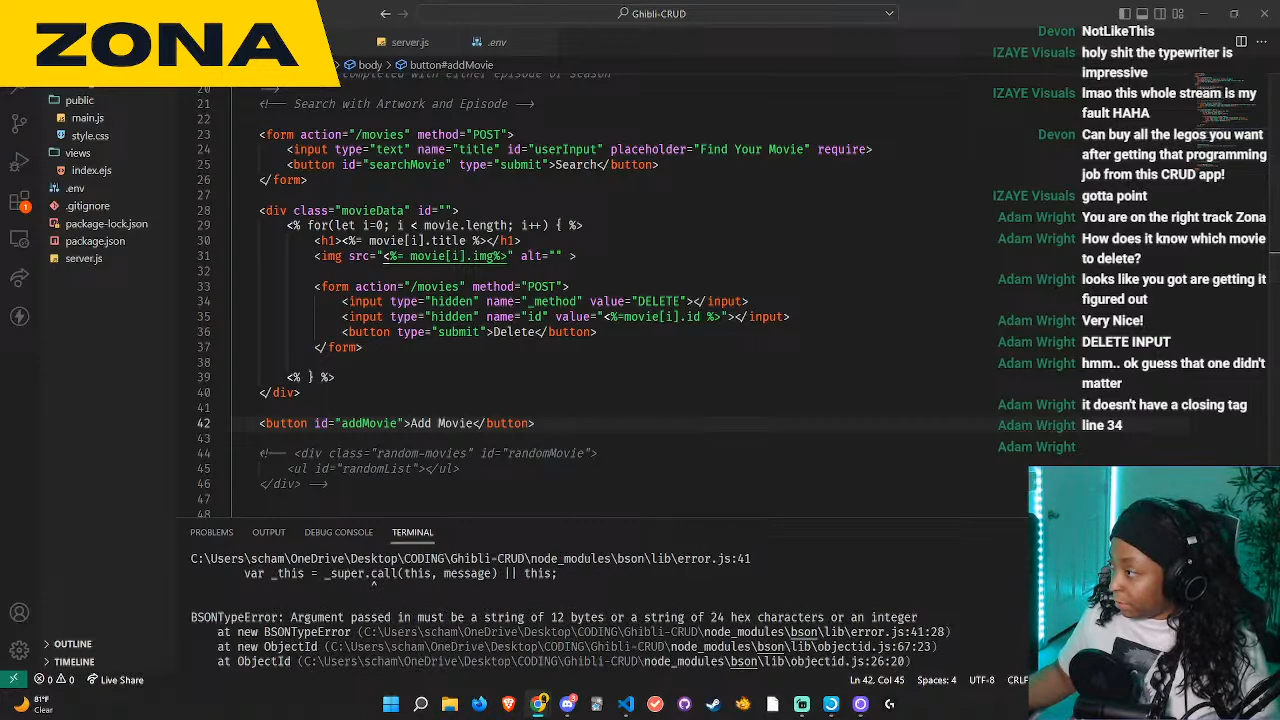 ZONA
Ghibli-CRUD
server.js
.env
body
button#addMovie
public
main.js
style.css
views
index.ejs
.env
.gitignore
package-lock.json
package.json
server.js
20
completed with either episode or season
21 <!-- Search with Artwork and Episode -->
22
23 <form action="/movies" method="POST">
24 <input type="text" name="title" id="userInput" placeholder="Find Your Movie" require>
25 <button id="searchMovie" type="submit">Search</button>
26 </form>
27
28 <div class="movieData" id="">
29 <% for(let i=0; i < movie.length; i++) { %>
30 <h1><%= movie[i].title %></h1>
31 <img src="<%= movie[i].img%>" alt="" >
32
33 <form action="/movies" method="POST">
34 <input type="hidden" name="_method" value="DELETE"></input>
35 <input type="hidden" name="id" value="<%=movie[i].id %>"></input>
36 <button type="submit">Delete</button>
37 </form>
38
39 <% } %>
40 </div>
41
42 <button id="addMovie">Add Movie</button>
43
44 <!-- <div class="random-movies" id="randomMovie">
45 <ul id="randomList"></ul>
46 </div> -->
47
48
PROBLEMS OUTPUT DEBUG CONSOLE TERMINAL
C:\Users\scham\OneDrive\Desktop\CODING\Ghibli-CRUD\node_modules\bson\lib\error.js:41
var _this = _super.call(this, message) || this;
^
BSONTypeError: Argument passed in must be a string of 12 bytes or a string of 24 hex characters or an integer
at new BSONTypeError (C:\Users\scham\OneDrive\Desktop\CODING\Ghibli-CRUD\node_modules\bson\lib\error.js:41:28)
at new ObjectId (C:\Users\scham\OneDrive\Desktop\CODING\Ghibli-CRUD\node_modules\bson\lib\objectid.js:67:23)
at ObjectId (C:\Users\scham\OneDrive\Desktop\CODING\Ghibli-CRUD\node_modules\bson\lib\objectid.js:26:20)
OUTLINE
TIMELINE
0 0 Live Share
Ln 42, Col 45 Spaces: 4 UTF-8 CRLF
81°F
Clear
Devon NotLikeThis
IZAYE Visuals holy shit the typewriter is
impressive
IZAYE Visuals lmao this whole stream is my
fault HAHA
Devon Can buy all the legos you want
after getting that programming
job from this CRUD app!
IZAYE Visuals gotta point
Adam Wright You are on the right track Zona
Adam Wright How does it know which movie
to delete?
Adam Wright looks like you got are getting it
figured out
Adam Wright Very Nice!
Adam Wright DELETE INPUT
Adam Wright hmm.. ok guess that one didn't
matter
Adam Wright it doesn't have a closing tag
Adam Wright line 34
Adam Wright